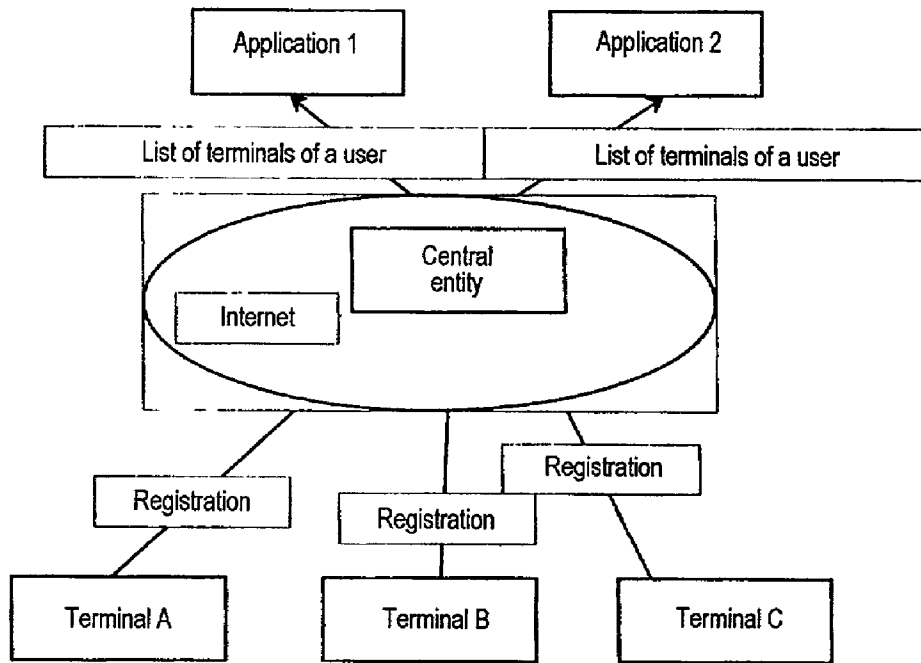 Application 1
Application 2
List of terminals of a user
List of terminals of a user
Central
entity
Internet
Registration
Registration
Registration
Terminal A
Terminal B
Terminal C